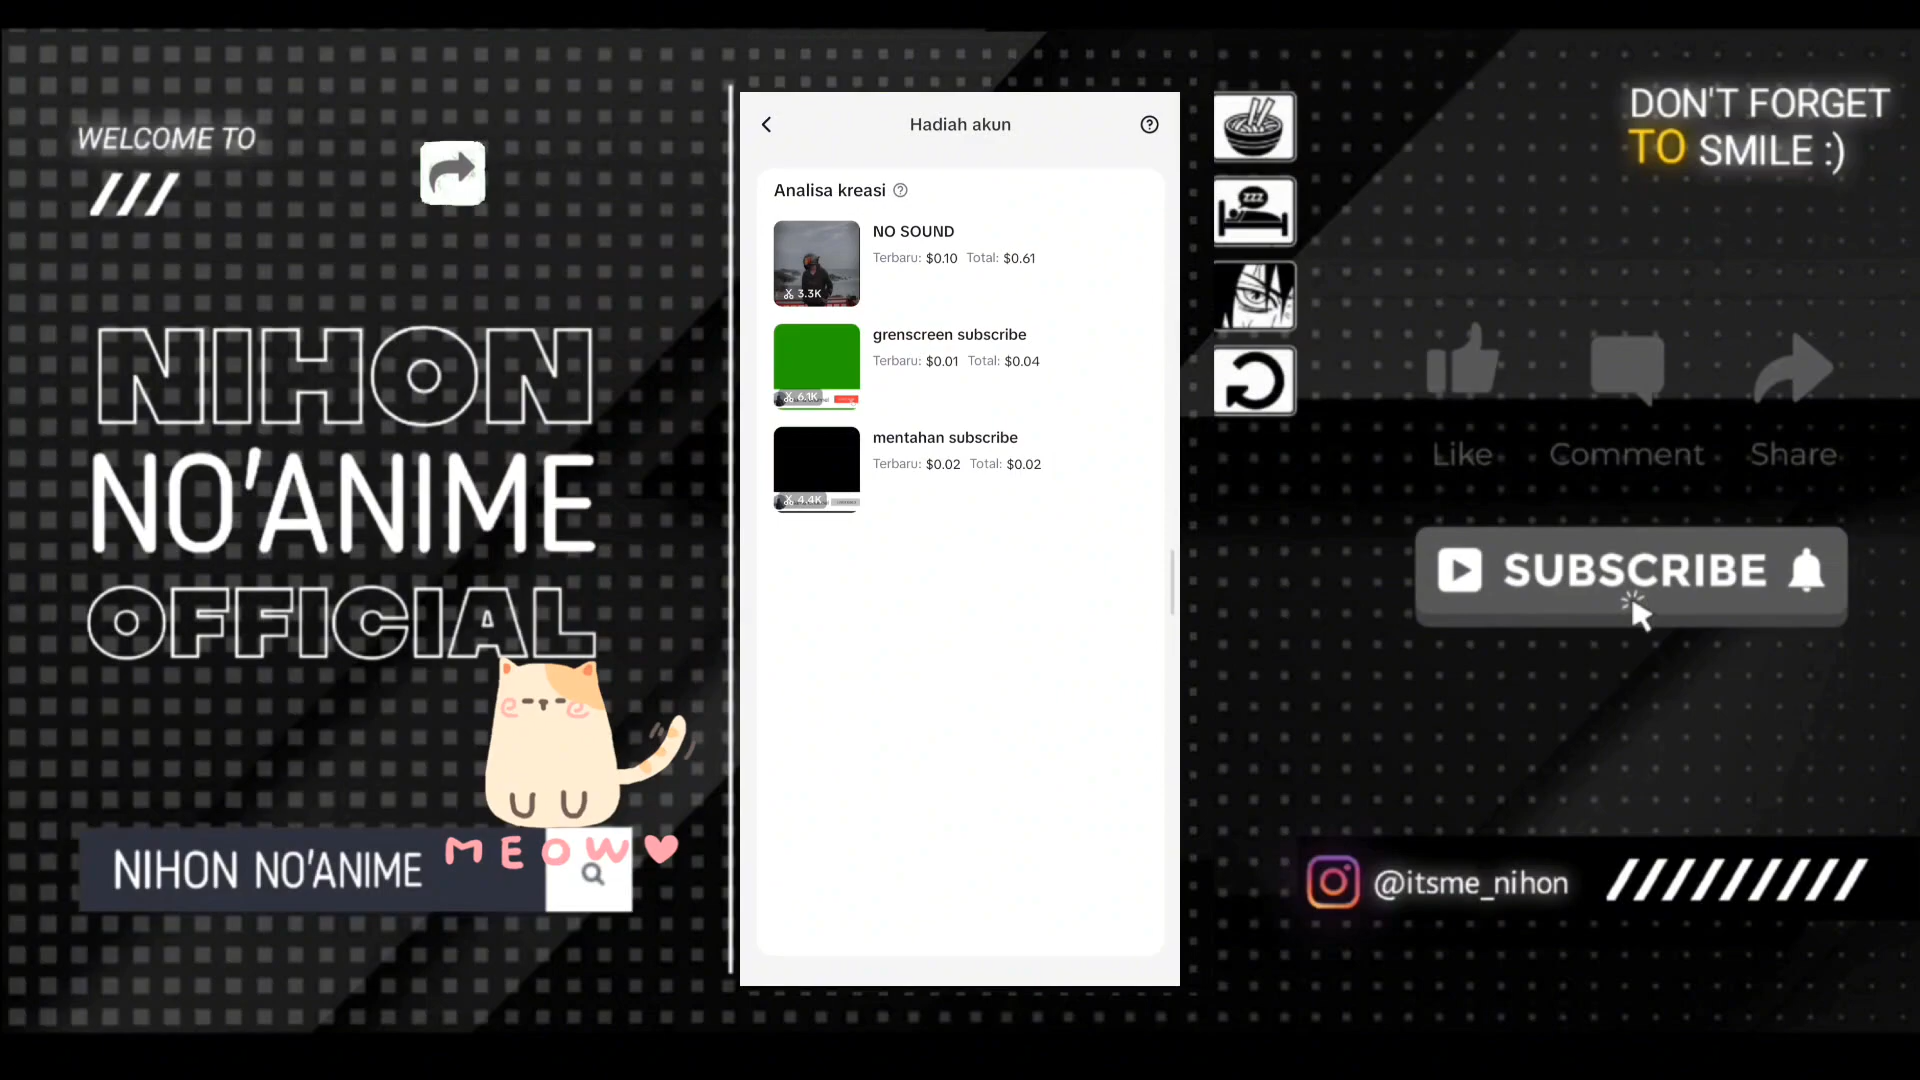 WELCOME TO
NIHON
NO'ANIME
OFFICIAL
MEOW
NIHON NO'ANIME
Hadiah akun
Analisa kreasi
NO SOUND
Terbaru: $0.10 Total: $0.61
3.3K
grenscreen subscribe
Terbaru: $0.01 Total: $0.04
6.1K
mentahan subscribe
Terbaru: $0.02 Total: $0.02
4.4K
zzz
DON'T FORGET
TO SMILE :)
Like Comment Share
SUBSCRIBE
@itsme_nihon